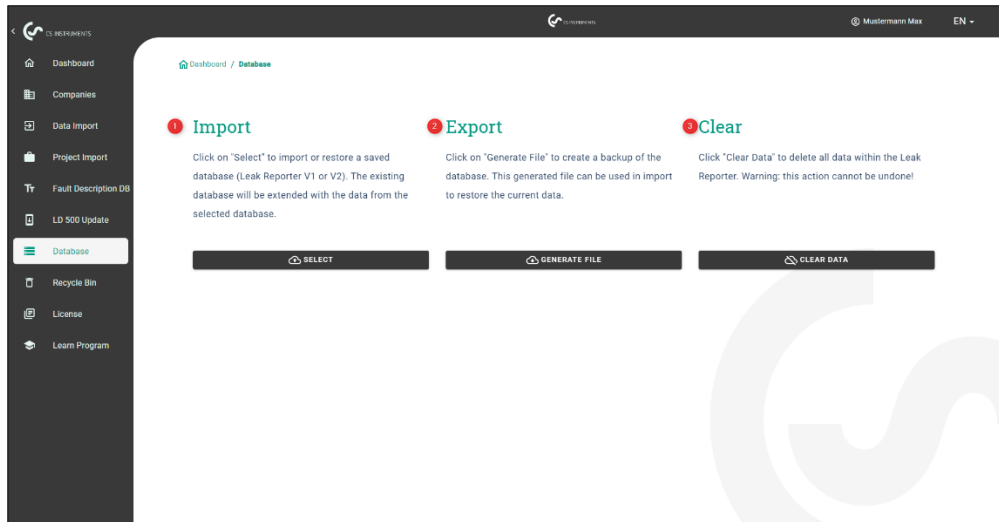 CS INSTRUMENTS
CS INSTRUMENTS
Mustermann Max
EN
Dashboard
Companies
Data Import
Project Import
Fault Description DB
LD 500 Update
Database
Recycle Bin
License
Learn Program
Dashboard / Database
1 Import
Click on "Select" to import or restore a saved
database (Leak Reporter V1 or V2). The existing
database will be extended with the data from the
selected database.
SELECT
2 Export
Click on "Generate File" to create a backup of the
database. This generated file can be used in import
to restore the current data.
GENERATE FILE
3 Clear
Click "Clear Data" to delete all data within the Leak
Reporter. Warning: this action cannot be undone!
CLEAR DATA